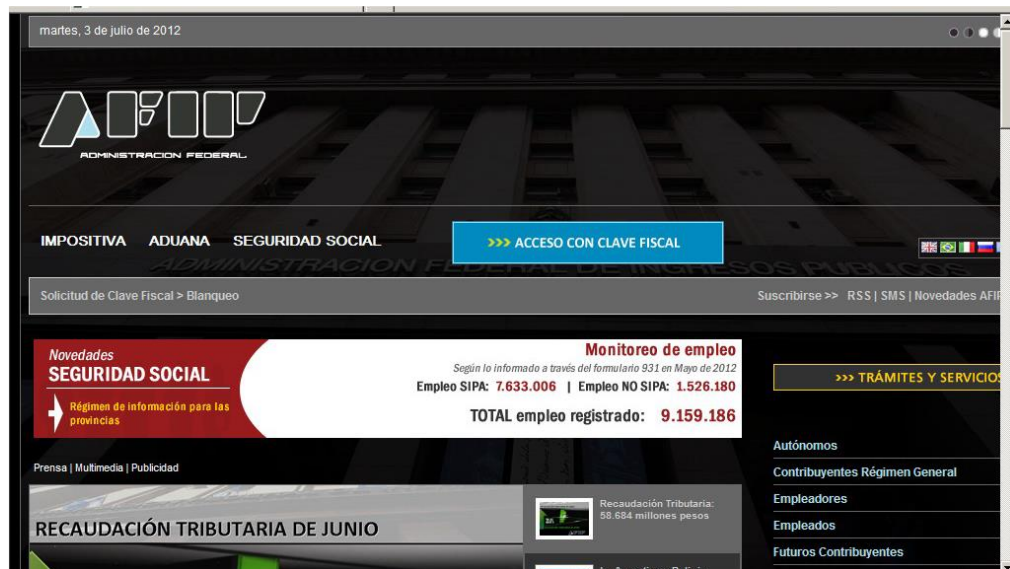 martes, 3 de julio de 2012
AFIP
ADMINISTRACION FEDERAL
IMPOSITIVA ADUANA SEGURIDAD SOCIAL
>>> ACCESO CON CLAVE FISCAL
ADMINISTRACION FEDERAL DE INGRESOS PUBLICOS
Solicitud de Clave Fiscal > Blanqueo
Suscribirse >> RSS | SMS | Novedades AFIP
Novedades
SEGURIDAD SOCIAL
Régimen de información para las
provincias
Monitoreo de empleo
Según lo informado a través del formulario 931 en Mayo de 2012
Empleo SIPA: 7.633.006 | Empleo NO SIPA: 1.526.180
TOTAL empleo registrado: 9.159.186
>>> TRÁMITES Y SERVICIOS
Autónomos
Contribuyentes Régimen General
Empleadores
Empleados
Futuros Contribuyentes
Prensa | Multimedia | Publicidad
RECAUDACIÓN TRIBUTARIA DE JUNIO
Recaudación Tributaria:
58.684 millones pesos